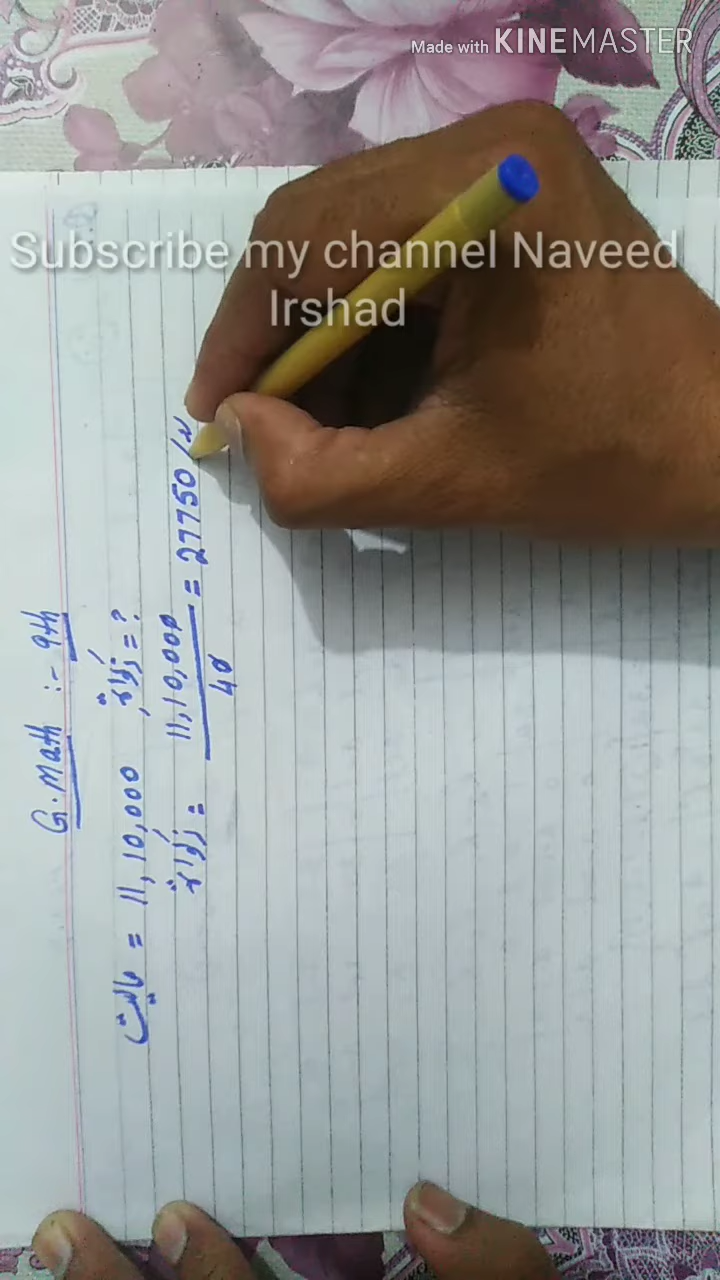 Made with KINEMASTER
Subscribe my channel Naveed
Irshad
G. Math :- 9th
مالیت = 11,10,000 , زکوٰۃ = ?
زکوٰۃ = 11,10,000 = 27750/
40